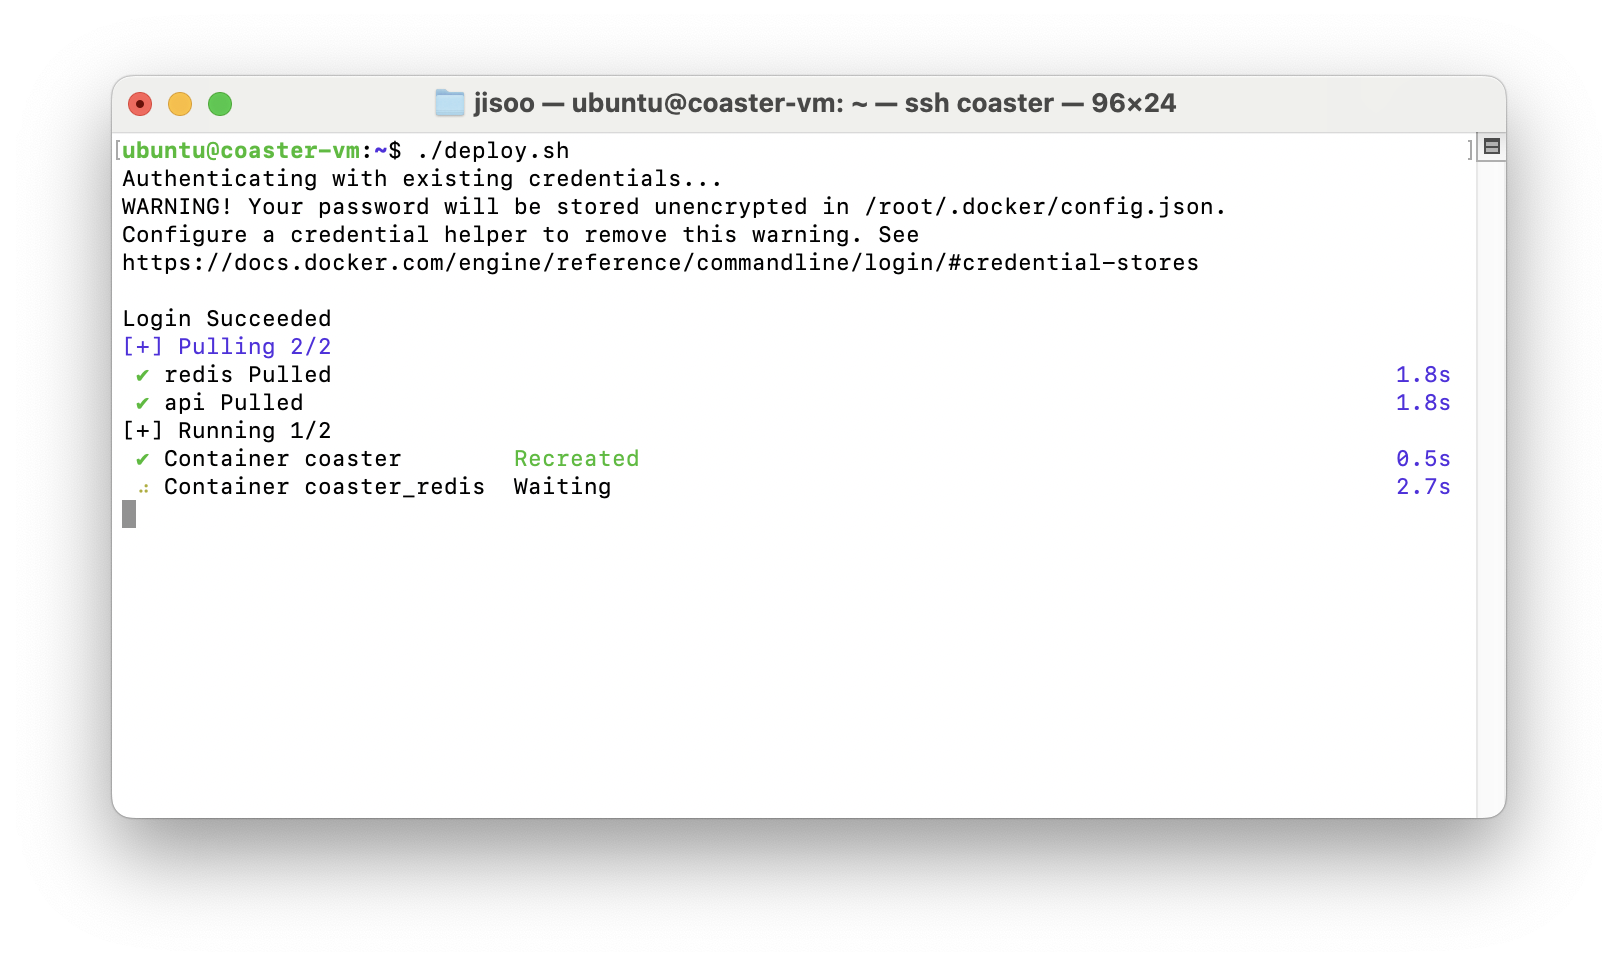 jisoo — ubuntu@coaster-vm: ~ — ssh coaster — 96×24
[ubuntu@coaster-vm:~$ ./deploy.sh ]
Authenticating with existing credentials...
WARNING! Your password will be stored unencrypted in /root/.docker/config.json.
Configure a credential helper to remove this warning. See
https://docs.docker.com/engine/reference/commandline/login/#credential-stores

Login Succeeded
[+] Pulling 2/2
✔ redis Pulled 1.8s
✔ api Pulled 1.8s
[+] Running 1/2
✔ Container coaster Recreated 0.5s
⠴ Container coaster_redis Waiting 2.7s